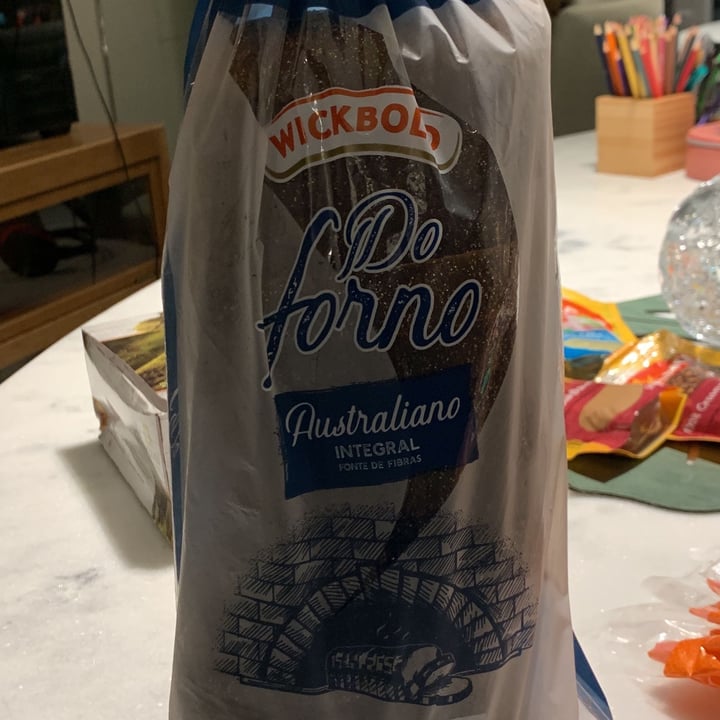 WICKBOLD
Do
forno
Australiano
INTEGRAL
FONTE DE FIBRAS